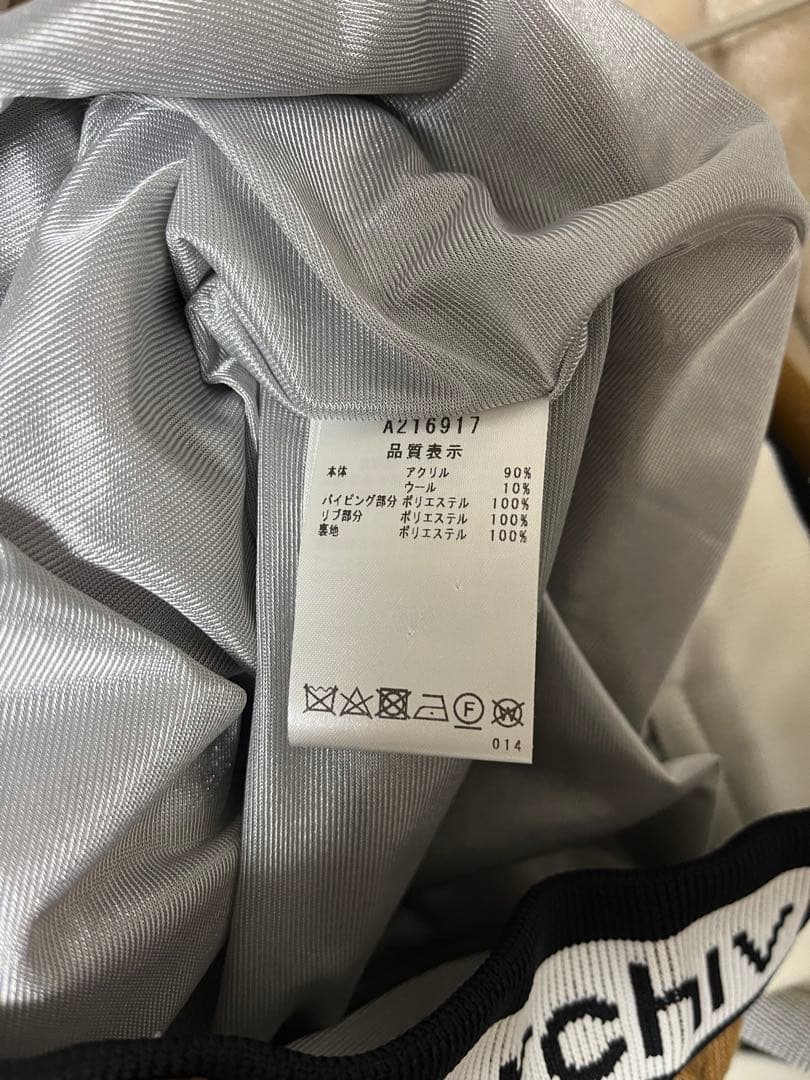 A216917
品質表示
本体 アクリル 90%
ウール 10%
パイピング部分 ポリエステル 100%
リブ部分 ポリエステル 100%
裏地 ポリエステル 100%
F W
014
rchiv